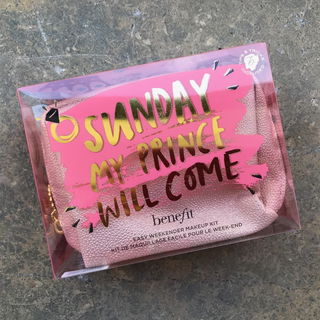 SUNDAY
MY PRINCE
WILL COME
benefit
EASY WEEKENDER MAKEUP KIT
KIT DE MAQUILLAGE FACILE POUR LE WEEK-END